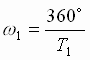 ω₁ = 360° / T₁